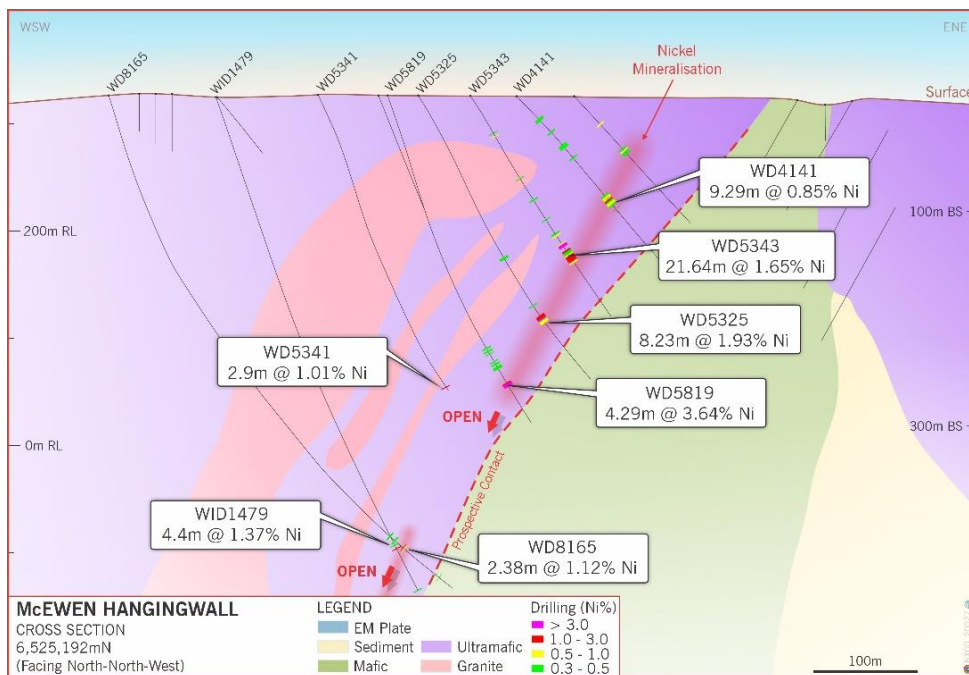 WSW
ENE
WD8165
WID1479
WD5341
WD5819
WD5325
WD5343
WD4141
Nickel
Mineralisation
Surface
WD4141
9.29m @ 0.85% Ni
100m BS
200m RL
WD5343
21.64m @ 1.65% Ni
WD5325
8.23m @ 1.93% Ni
WD5341
2.9m @ 1.01% Ni
WD5819
4.29m @ 3.64% Ni
OPEN
300m BS
0m RL
Prospective Contact
WID1479
4.4m @ 1.37% Ni
WD8165
2.38m @ 1.12% Ni
OPEN
McEWEN HANGINGWALL
CROSS SECTION
6,525,192mN
(Facing North-North-West)
LEGEND
EM Plate
Sediment
Mafic
Ultramafic
Granite
Drilling (Ni%)
> 3.0
1.0 - 3.0
0.5 - 1.0
0.3 - 0.5
100m